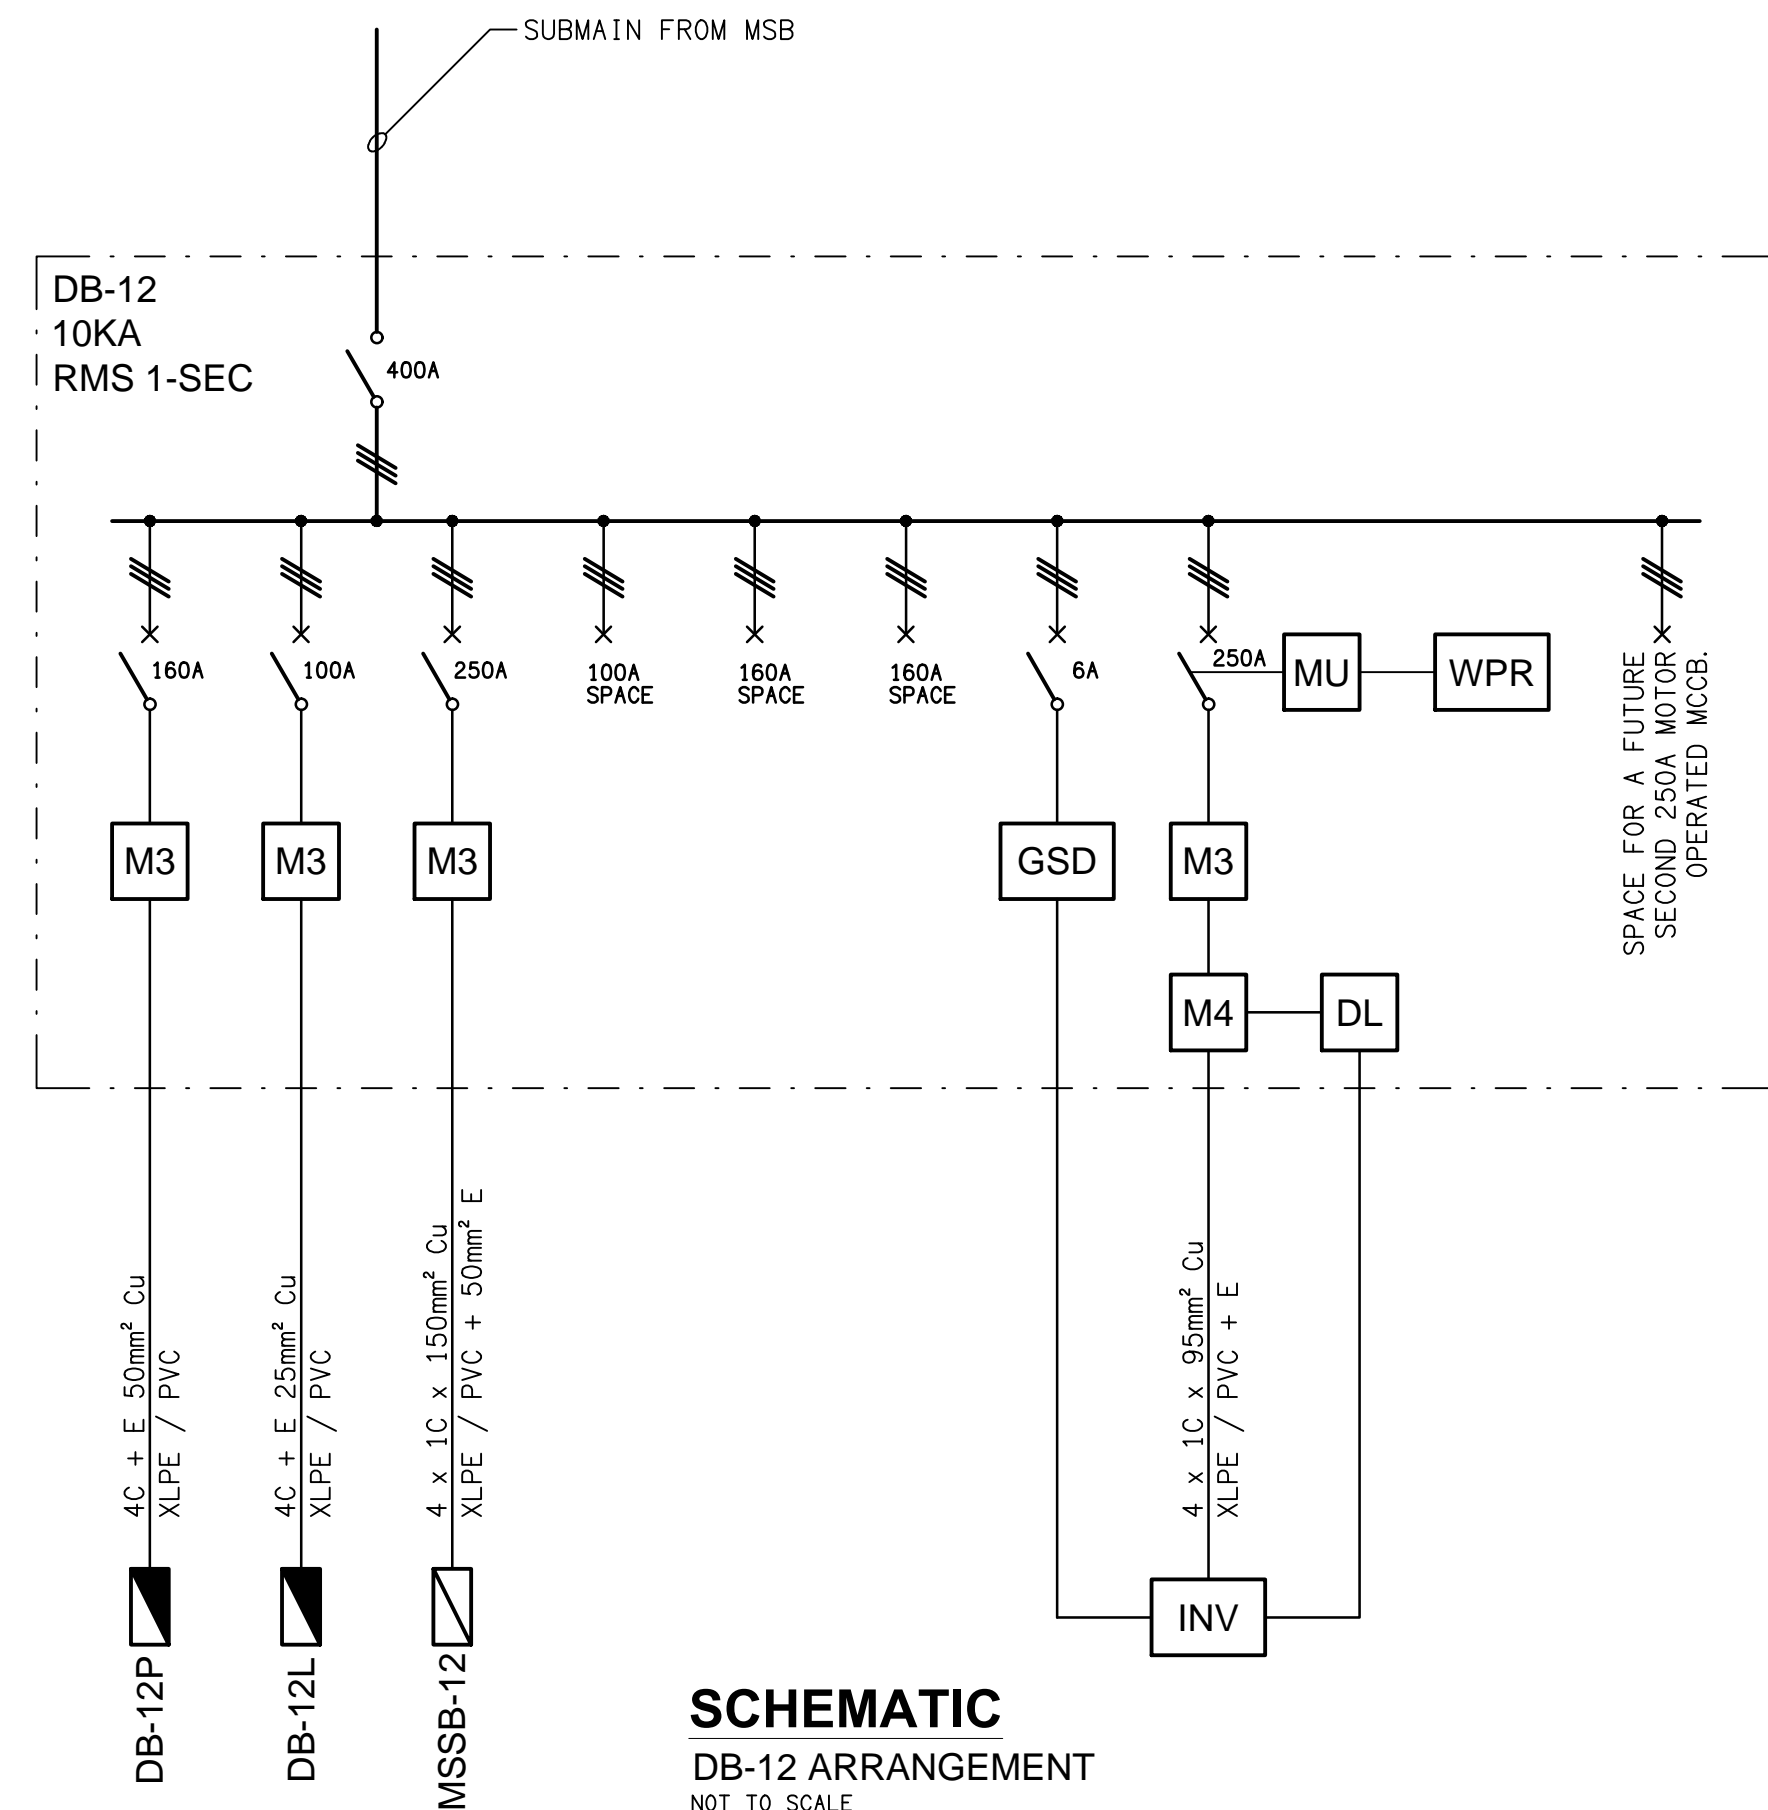 SUBMAIN FROM MSB
DB-12
10KA
RMS 1-SEC
400A
160A
100A
250A
100A
SPACE
160A
SPACE
160A
SPACE
6A
250A
MU
WPR
SPACE FOR A FUTURE
SECOND 250A MOTOR
OPERATED MCCB.
M3
M3
M3
GSD
M3
M4
DL
4C + E 50mm² Cu
XLPE / PVC
4C + E 25mm² Cu
XLPE / PVC
4 x 1C x 150mm² Cu
XLPE / PVC + 50mm² E
4 x 1C x 95mm² Cu
XLPE / PVC + E
INV
DB-12P
DB-12L
MSSB-12
SCHEMATIC
DB-12 ARRANGEMENT
NOT TO SCALE